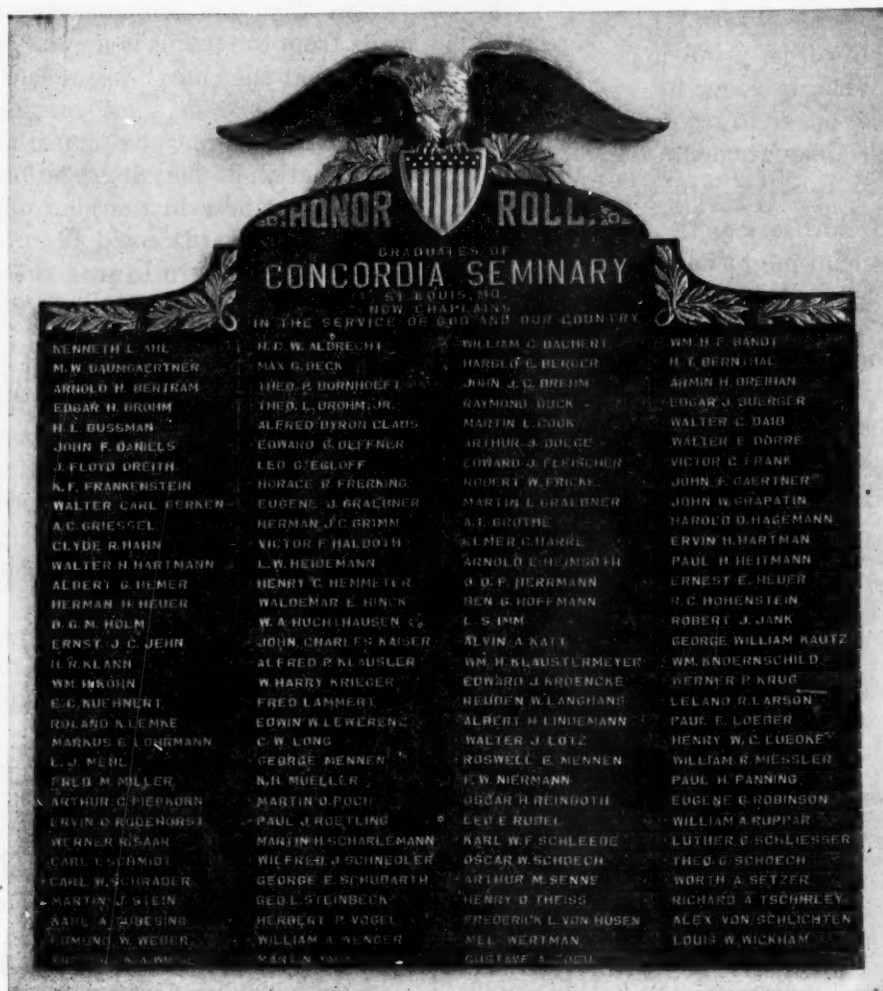 HONOR ROLL
GRADUATES OF
CONCORDIA SEMINARY
ST. LOUIS, MO.
NOW CHAPLAINS
IN THE SERVICE OF GOD AND OUR COUNTRY
KENNETH L. AHL H.C.W. ALBRECHT WILLIAM C. BACHERT WM. H. F. BANDT
M.W. BAUMGAERTNER MAX G. BECK HAROLD E. BERGER H.T. BERNTHAL
ARNOLD H. BERTRAM THEO. P. BORNHOEFT JOHN J.C. BREHM ARMIN H. BREIHAN
EDGAR H. BROHM THEO. L. BROHM, JR. RAYMOND BUCK EDGAR J. BUERGER
H.L. BUSSMAN ALFRED BYRON CLAUS MARTIN L. COOK WALTER C. DAIB
JOHN F. DANIELS EDWARD G. DEFFNER ARTHUR J. DOEGE WALTER E. DORRE
J. FLOYD DREITH LEO G. EGLOFF EDWARD J. FLEISCHER VICTOR C. FRANK
K.F. FRANKENSTEIN HORACE R. FRERKING ROBERT W. FRICKE JOHN F. GAERTNER
WALTER CARL GERKEN EUGENE J. GRALBNER MARTIN L. GRAEBNER JOHN W. GRAPATIN
A.C. GRIESSEL HERMAN J.C. GRIMM A.F. GROTHE HAROLD D. HAGEMANN
CLYDE R. HAHN VICTOR F. HALBOTH ELMER C. HARRE ERVIN H. HARTMAN
WALTER H. HARTMANN L.W. HEIDEMANN ARNOLD E. HEIMSOTH PAUL H. HEITMANN
ALBERT G. HEMER HENRY C. HEMMETER O.D.F. HERRMANN ERNEST E. HEUER
HERMAN H. HEUER WALDEMAR E. HINCK BEN G. HOFFMANN R.C. HOHENSTEIN
B.G.M. HOLM W.A. HUCHTHAUSEN L.S. IMM ROBERT J. JANK
ERNST J.C. JEHN JOHN CHARLES KAISER ALVIN A. KATT GEORGE WILLIAM KAUTZ
H.R. KLANN ALFRED P. KLAUSLER WM. H. KLAUSTERMEYER WM. KNOERNSCHILD
WM. H. KOHN W. HARRY KRIEGER EDWARD J. KROENCKE WERNER P. KRUG
E.C. KUEHNERT FRED LAMMERT REUBEN W. LANGHANS LELAND R. LARSON
ROLAND K. LEMKE EDWIN W. LEWERENZ ALBERT H. LINDEMANN PAUL E. LOEBER
MARKUS E. LOHRMANN C.W. LONG WALTER J. LOTZ HENRY W.C. LUEDKE
L.J. MEHL GEORGE MENNEN ROSWELL B. MENNEN WILLIAM R. MIESSLER
FRED M. MILLER K.H. MUELLER F.W. NIERMANN PAUL H. PANNING
ARTHUR C. PIEPKORN MARTIN O. POCH OSCAR H. REINBOTH EUGENE G. ROBINSON
ERVIN C. RODEHORST PAUL J. ROETLING LEO E. RUBEL WILLIAM A. RUPPAR
WERNER R. SAAR MARTIN H. SCHARLEMANN KARL W.F. SCHLEEDE LUTHER C. SCHLIESSER
CARL SCHMIDT WILFRED J. SCHNEDLER OSCAR W. SCHOECH THEO. G. SCHOECH
CARL W. SCHRADER GEORGE E. SCHUBARTH ARTHUR M. SENNE WORTH A. SETZER
MARTIN J. STEIN GEO. L. STEINBECK HENRY O. THEISS RICHARD A. TSCHIRLEY
KARL A. TUBESING HERBERT P. VOGEL FREDERICK L. VON HUSEN ALEX VON SCHLICHTEN
EDMUND W. WEBER WILLIAM A. WENGER MEL WERTMAN LOUIS W. WICKHAM
MARTIN GUSTAVE A.